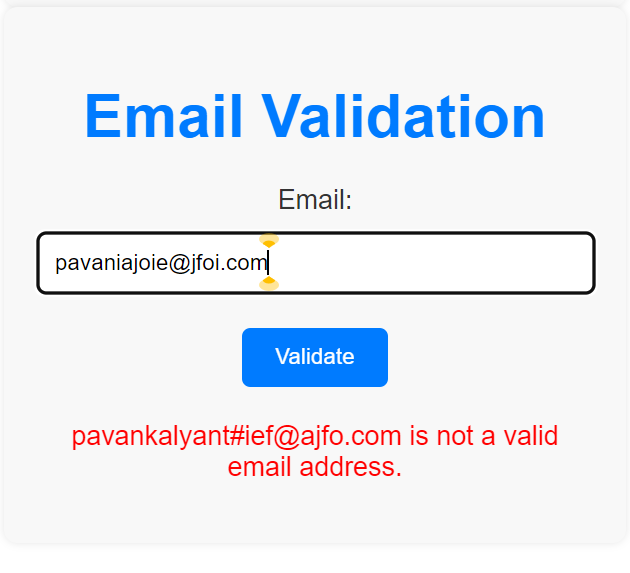 Email Validation
Email:
pavaniajoie@jfoi.com
Validate
pavankalyant#ief@ajfo.com is not a valid
email address.